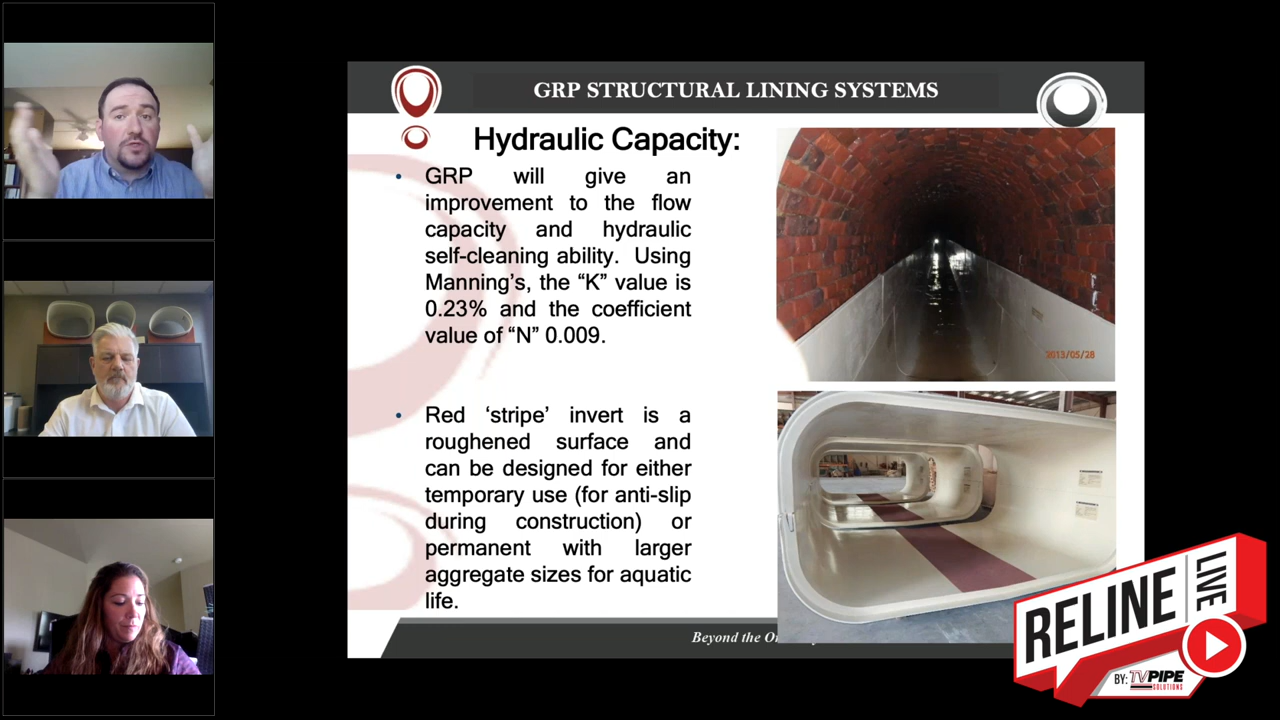 GRP STRUCTURAL LINING SYSTEMS
Hydraulic Capacity:
• GRP will give an
improvement to the flow
capacity and hydraulic
self-cleaning ability. Using
Manning's, the “K” value is
0.23% and the coefficient
value of “N” 0.009.
• Red ‘stripe’ invert is a
roughened surface and
can be designed for either
temporary use (for anti-slip
during construction) or
permanent with larger
aggregate sizes for aquatic
life.
2013/05/28
Beyond the
RELINE
LIVE
BY: TVPIPE
SOLUTIONS